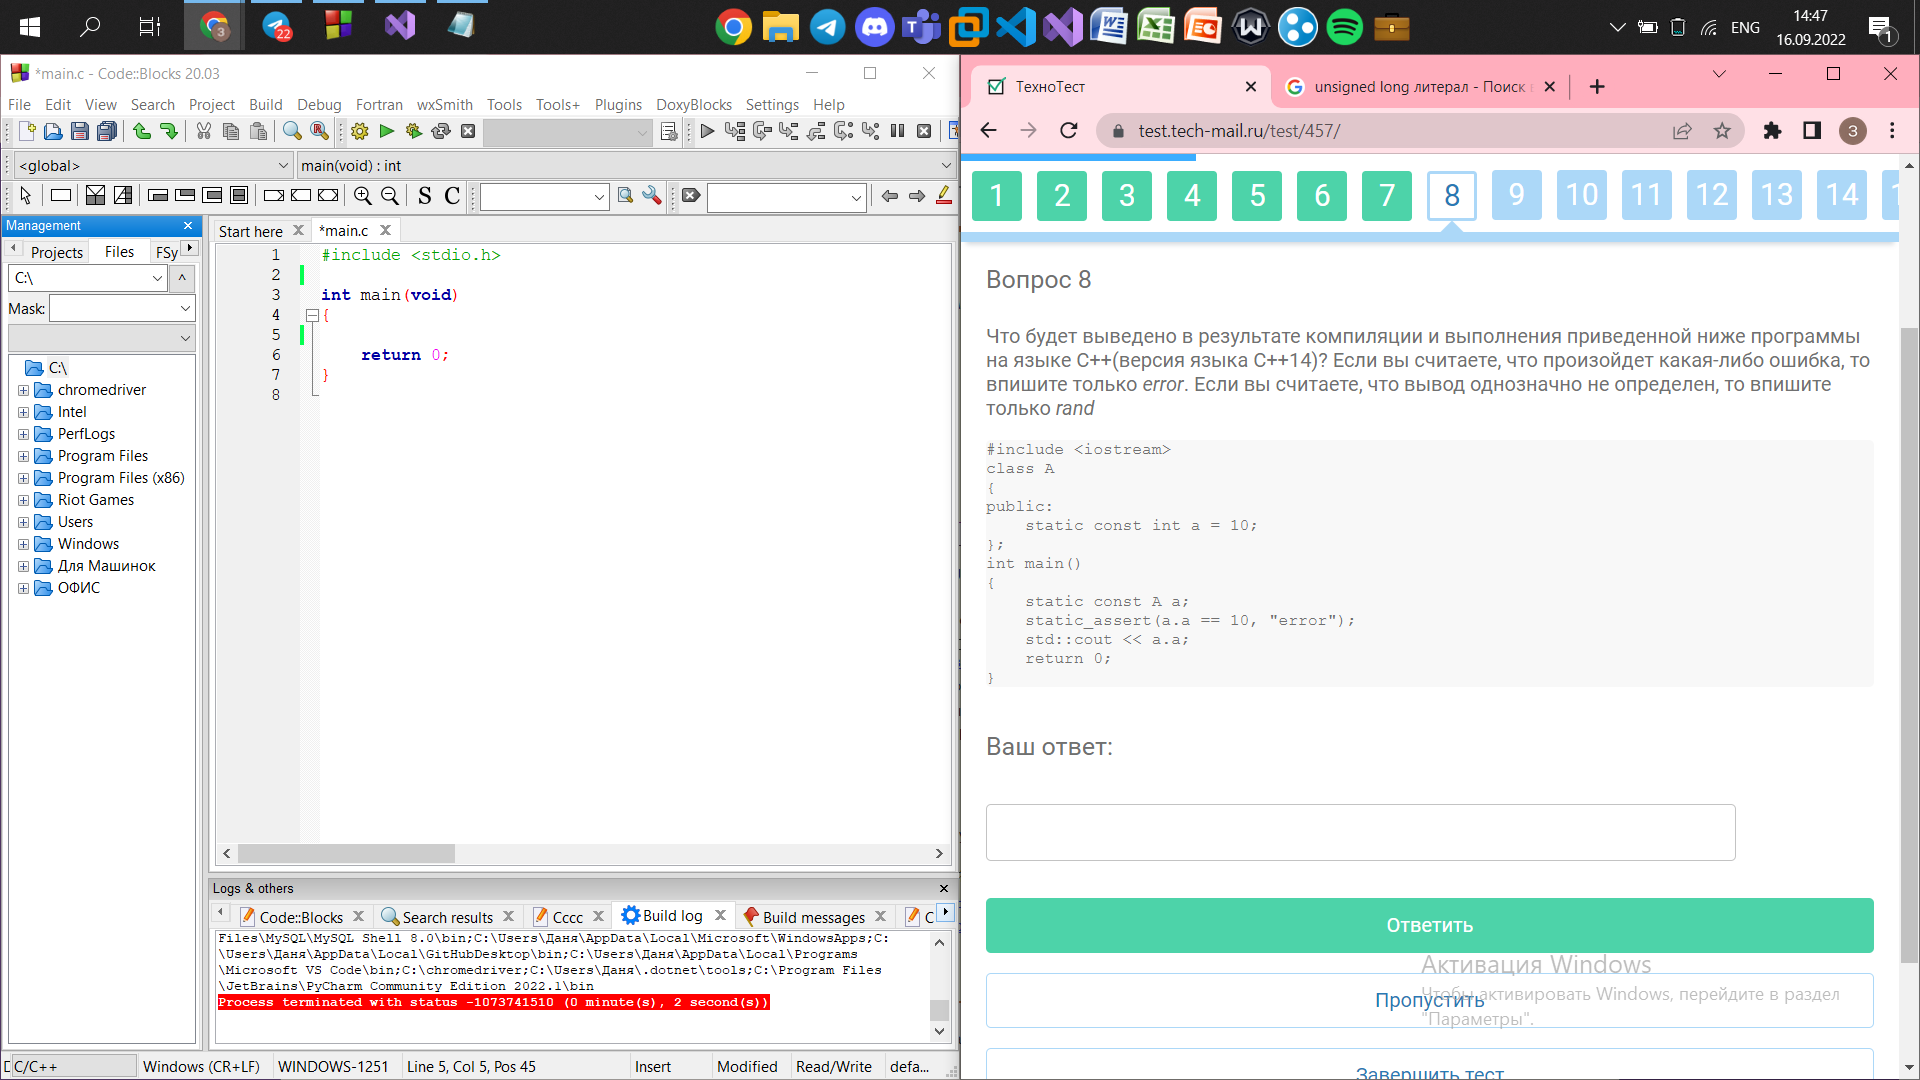 3
22
ENG
14:47
16.09.2022
1
*main.c - Code::Blocks 20.03
File Edit View Search Project Build Debug Fortran wxSmith Tools Tools+ Plugins DoxyBlocks Settings Help
<global>
main(void) : int
S C
Management
Projects Files FSy
C:\
Mask:
C:\
chromedriver
Intel
PerfLogs
Program Files
Program Files (x86)
Riot Games
Users
Windows
Для Машинок
ОФИС
Start here *main.c
1 #include <stdio.h>
2
3 int main(void)
4 {
5
6 return 0;
7 }
8
Logs & others
Code::Blocks Search results Cccc Build log Build messages C
Files\MySQL\MySQL Shell 8.0\bin;C:\Users\Даня\AppData\Local\Microsoft\WindowsApps;C:
\Users\Даня\AppData\Local\GitHubDesktop\bin;C:\Users\Даня\AppData\Local\Programs
\Microsoft VS Code\bin;C:\chromedriver;C:\Users\Даня\.dotnet\tools;C:\Program Files
\JetBrains\PyCharm Community Edition 2022.1\bin
Process terminated with status -1073741510 (0 minute(s), 2 second(s))
C/C++ Windows (CR+LF) WINDOWS-1251 Line 5, Col 5, Pos 45 Insert Modified Read/Write defa...
ТехноТест
unsigned long литерал - Поиск
test.tech-mail.ru/test/457/
3
1 2 3 4 5 6 7 8 9 10 11 12 13 14
Вопрос 8
Что будет выведено в результате компиляции и выполнения приведенной ниже программы
на языке C++(версия языка C++14)? Если вы считаете, что произойдет какая-либо ошибка, то
впишите только error. Если вы считаете, что вывод однозначно не определен, то впишите
только rand
#include <iostream>
class A
{
public:
static const int a = 10;
};
int main()
{
static const A a;
static_assert(a.a == 10, "error");
std::cout << a.a;
return 0;
}
Ваш ответ:
Ответить
Пропустить
Завершить тест
Активация Windows
Чтобы активировать Windows, перейдите в раздел
"Параметры".